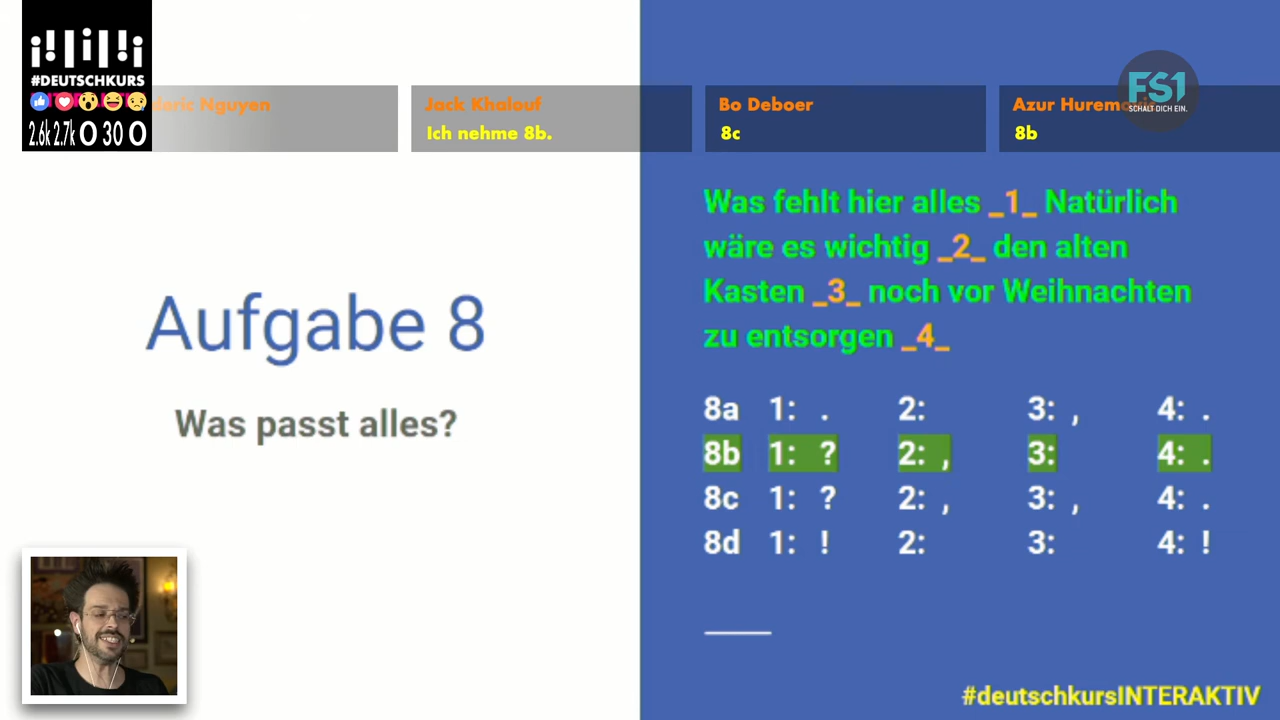 #DEUTSCHKURS
2.6k 2.7k 0 30 0
deric Nguyen
Jack Khalouf
Ich nehme 8b.
Bo Deboer
8c
Azur Hurem
8b
FS1
SCHALT DICH EIN.
Was fehlt hier alles _1_ Natürlich
wäre es wichtig _2_ den alten
Kasten _3_ noch vor Weihnachten
zu entsorgen _4_
Aufgabe 8
Was passt alles?
8a 1: . 2: 3: , 4: .
8b 1: ? 2: , 3: 4: .
8c 1: ? 2: , 3: , 4: .
8d 1: ! 2: 3: 4: !
#deutschkursINTERAKTIV